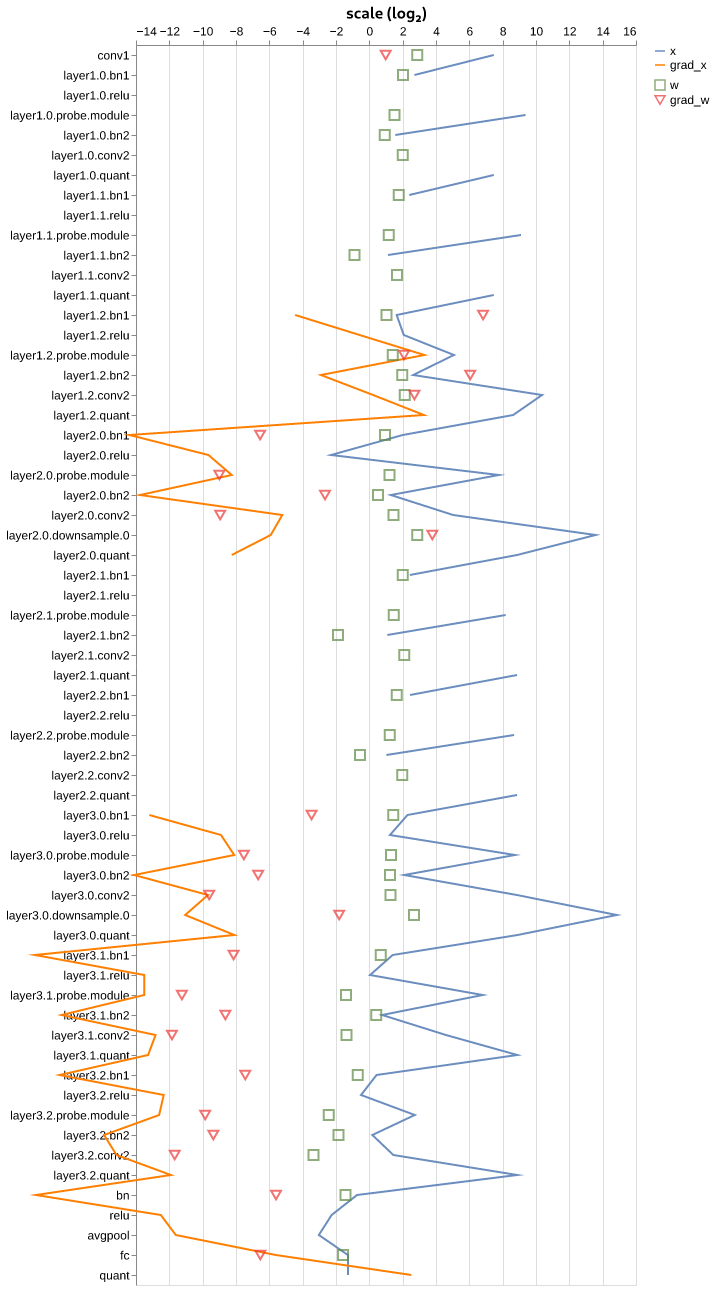 scale (log₂)
−14 −12 −10 −8 −6 −4 −2 0 2 4 6 8 10 12 14 16
x
grad_x
w
grad_w
conv1
layer1.0.bn1
layer1.0.relu
layer1.0.probe.module
layer1.0.bn2
layer1.0.conv2
layer1.0.quant
layer1.1.bn1
layer1.1.relu
layer1.1.probe.module
layer1.1.bn2
layer1.1.conv2
layer1.1.quant
layer1.2.bn1
layer1.2.relu
layer1.2.probe.module
layer1.2.bn2
layer1.2.conv2
layer1.2.quant
layer2.0.bn1
layer2.0.relu
layer2.0.probe.module
layer2.0.bn2
layer2.0.conv2
layer2.0.downsample.0
layer2.0.quant
layer2.1.bn1
layer2.1.relu
layer2.1.probe.module
layer2.1.bn2
layer2.1.conv2
layer2.1.quant
layer2.2.bn1
layer2.2.relu
layer2.2.probe.module
layer2.2.bn2
layer2.2.conv2
layer2.2.quant
layer3.0.bn1
layer3.0.relu
layer3.0.probe.module
layer3.0.bn2
layer3.0.conv2
layer3.0.downsample.0
layer3.0.quant
layer3.1.bn1
layer3.1.relu
layer3.1.probe.module
layer3.1.bn2
layer3.1.conv2
layer3.1.quant
layer3.2.bn1
layer3.2.relu
layer3.2.probe.module
layer3.2.bn2
layer3.2.conv2
layer3.2.quant
bn
relu
avgpool
fc
quant